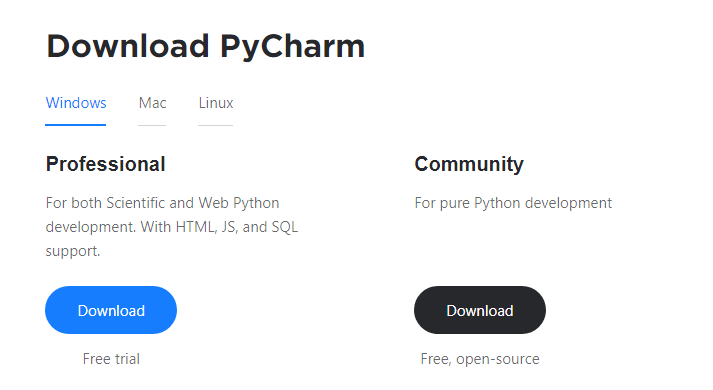 Download PyCharm
Windows Mac Linux
Professional
For both Scientific and Web Python
development. With HTML, JS, and SQL
support.
Download
Free trial
Community
For pure Python development
Download
Free, open-source